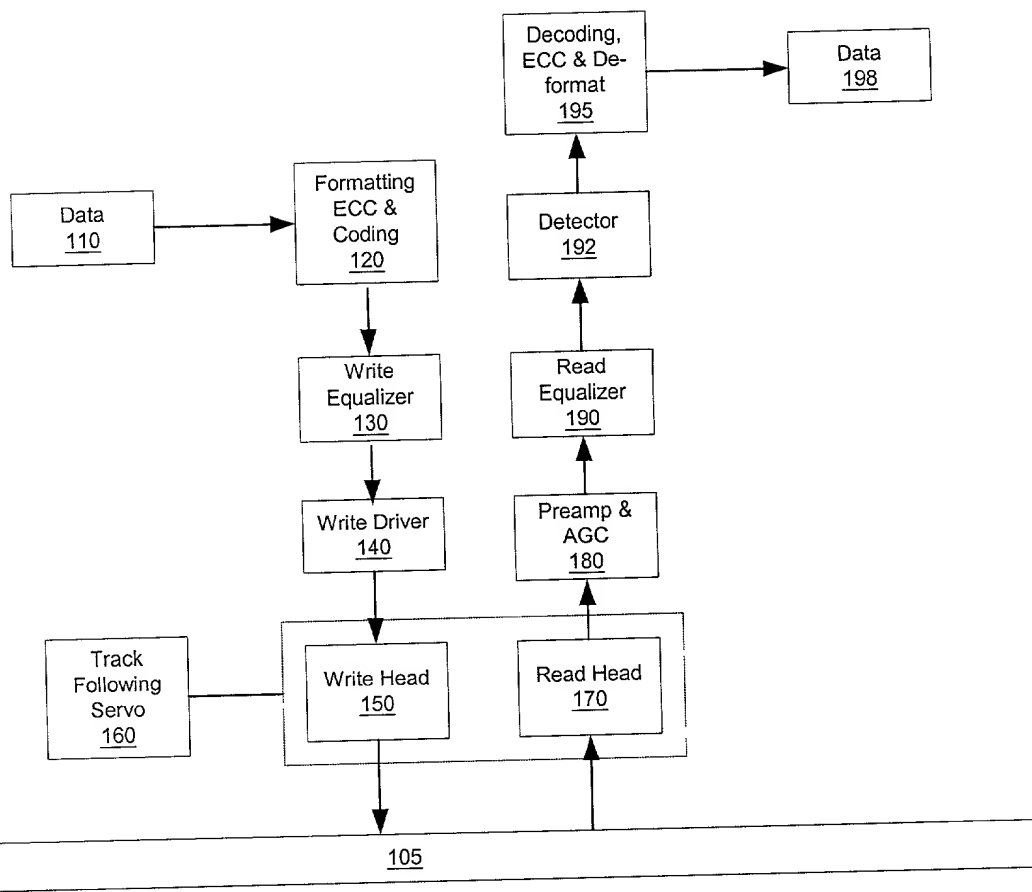 Decoding,
ECC & De-
format
195
Data
198
Formatting
ECC &
Coding
120
Data
110
Detector
192
Write
Equalizer
130
Read
Equalizer
190
Write Driver
140
Preamp &
AGC
180
Track
Following
Servo
160
Write Head
150
Read Head
170
105